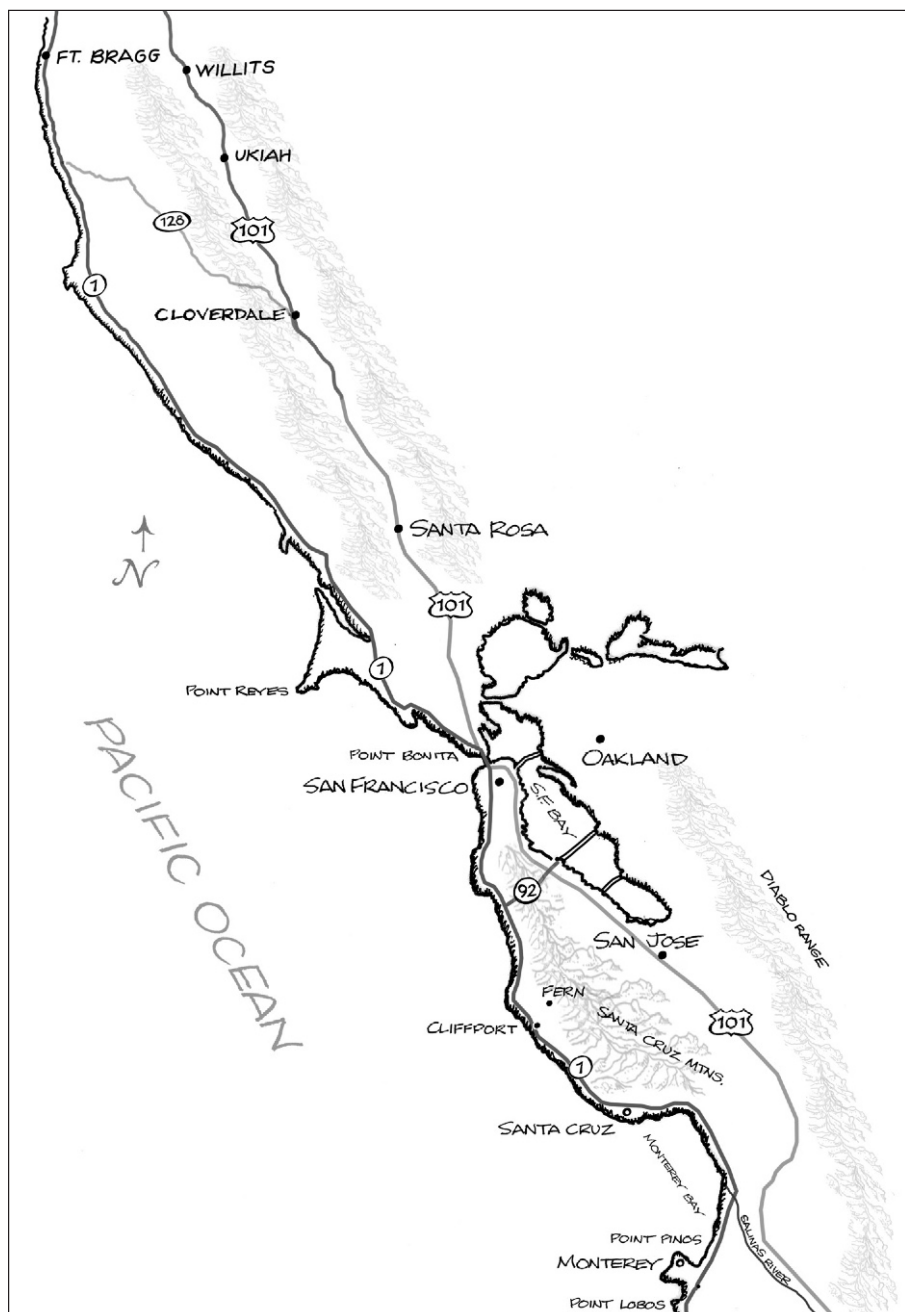 FT. BRAGG
WILLITS
UKIAH
128
101
1
CLOVERDALE
SANTA ROSA
N
101
1
POINT REYES
POINT BONITA
OAKLAND
SAN FRANCISCO
S.F. BAY
PACIFIC OCEAN
92
DIABLO RANGE
SAN JOSE
FERN
SANTA CRUZ MTNS.
101
CLIFFPORT
1
SANTA CRUZ
MONTEREY BAY
SALINAS RIVER
POINT PINOS
MONTEREY
POINT LOBOS